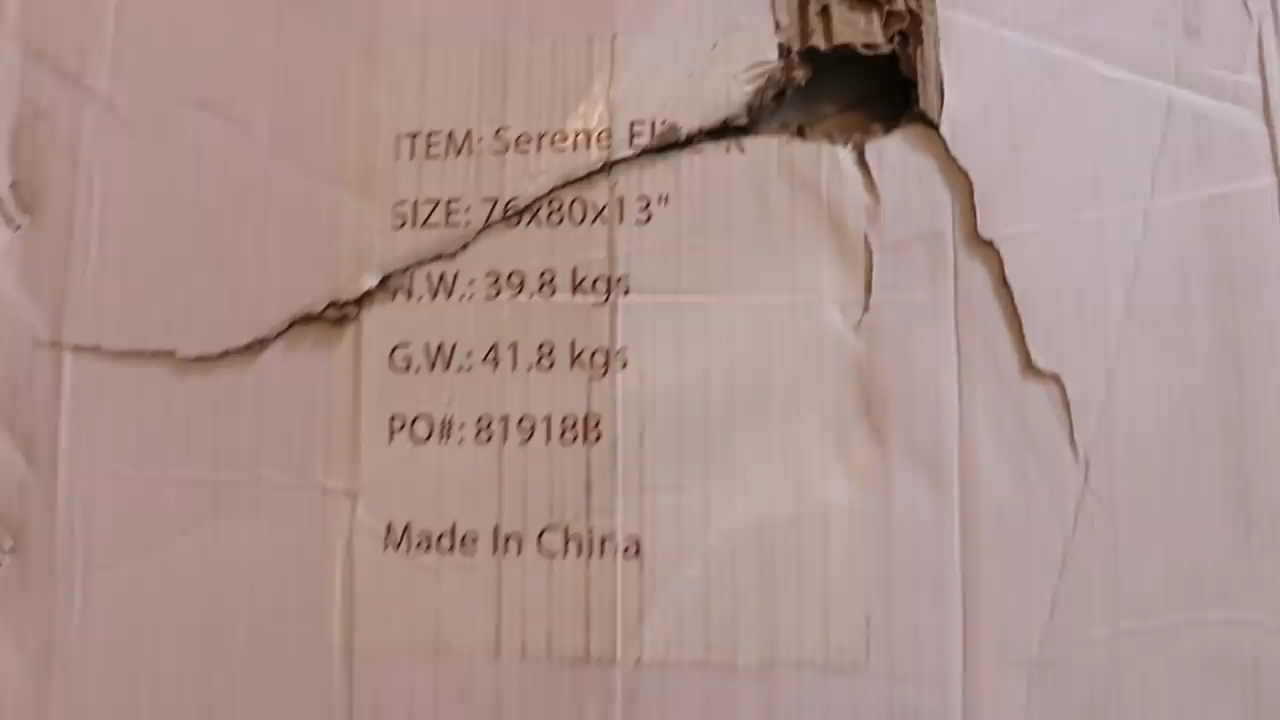 ITEM: Serene
SIZE: 76x80x13"
N.W.: 39.8 kgs
G.W.: 41.8 kgs
PO#: 81918B
Made In China